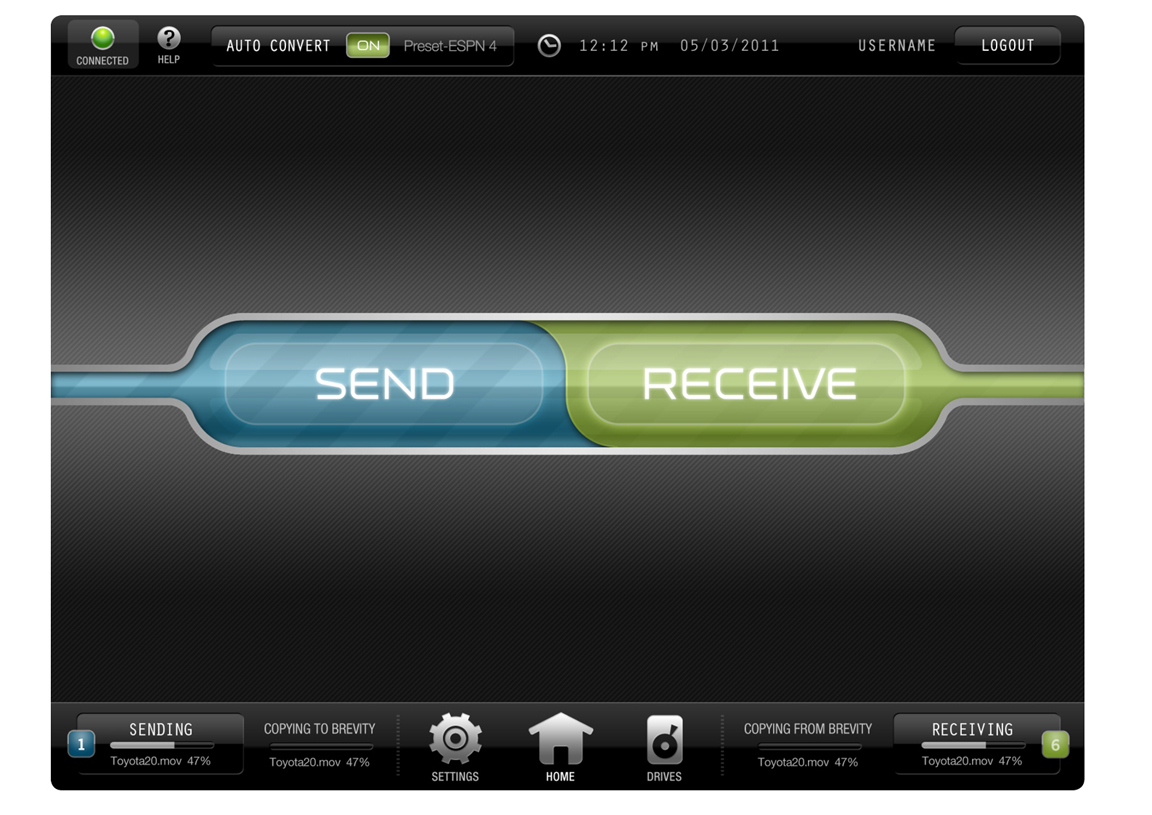 CONNECTED
HELP
AUTO CONVERT ON Preset-ESPN 4
12:12 PM 05/03/2011
USERNAME
LOGOUT
SEND
RECEIVE
1
SENDING
Toyota20.mov 47%
COPYING TO BREVITY
Toyota20.mov 47%
SETTINGS
HOME
DRIVES
COPYING FROM BREVITY
Toyota20.mov 47%
RECEIVING
Toyota20.mov 47%
6